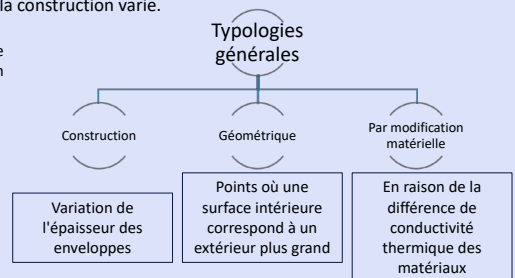 la construction varie.
e
n
Typologies
générales
Construction
Géométrique
Par modification
matérielle
Variation de
l'épaisseur des
enveloppes
Points où une
surface intérieure
correspond à un
extérieur plus grand
En raison de la
différence de
conductivité
thermique des
matériaux